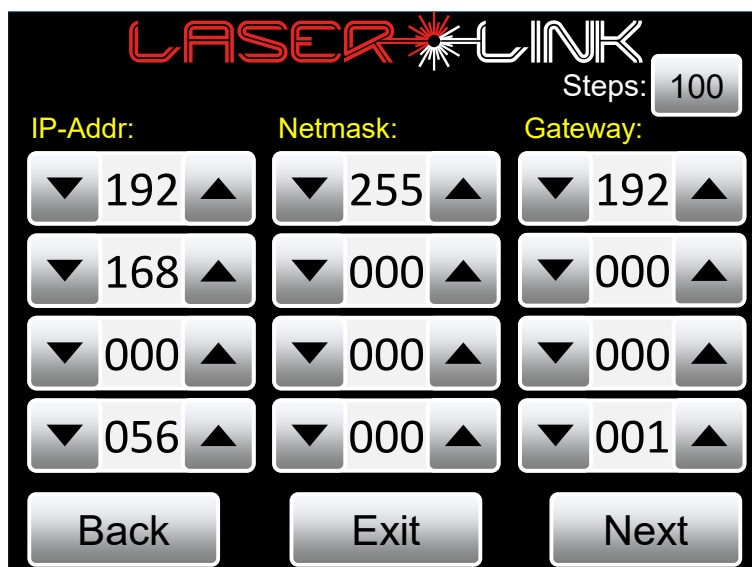 LASER LINK
Steps: 100
IP-Addr: Netmask: Gateway:
192 255 192
168 000 000
000 000 000
056 000 001
Back Exit Next